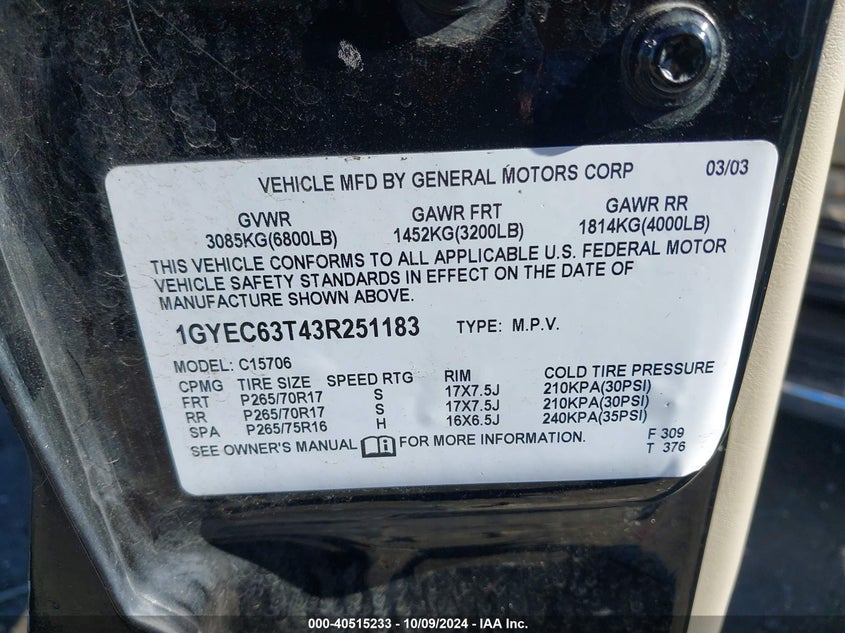 VEHICLE MFD BY GENERAL MOTORS CORP 03/03
GVWR GAWR FRT GAWR RR
3085KG(6800LB) 1452KG(3200LB) 1814KG(4000LB)
THIS VEHICLE CONFORMS TO ALL APPLICABLE U.S. FEDERAL MOTOR
VEHICLE SAFETY STANDARDS IN EFFECT ON THE DATE OF
MANUFACTURE SHOWN ABOVE.
1GYEC63T43R251183 TYPE: M.P.V.
MODEL: C15706
CPMG TIRE SIZE SPEED RTG RIM COLD TIRE PRESSURE
FRT P265/70R17 S 17X7.5J 210KPA(30PSI)
RR P265/70R17 S 17X7.5J 210KPA(30PSI)
SPA P265/75R16 H 16X6.5J 240KPA(35PSI)
SEE OWNER'S MANUAL FOR MORE INFORMATION. F 309
T 376
000-40515233 - 10/09/2024 - IAA Inc.